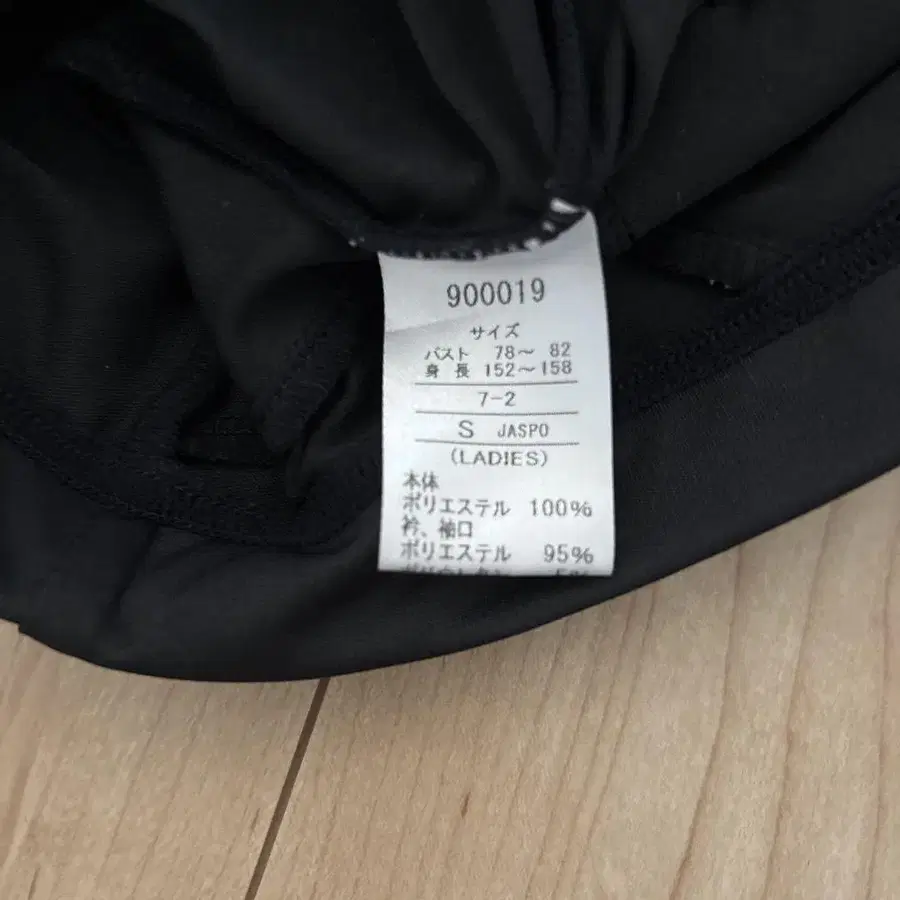 900019
サイズ
バスト 78～ 82
身 長 152～158
7-2
S JASPO
(LADIES)
本体
ポリエステル 100%
衿、袖口
ポリエステル 95%